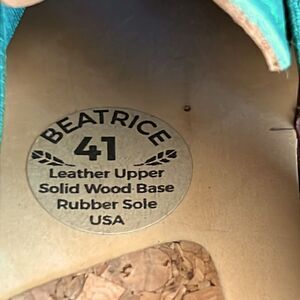 BEATRICE
41
Leather Upper
Solid Wood Base
Rubber Sole
USA